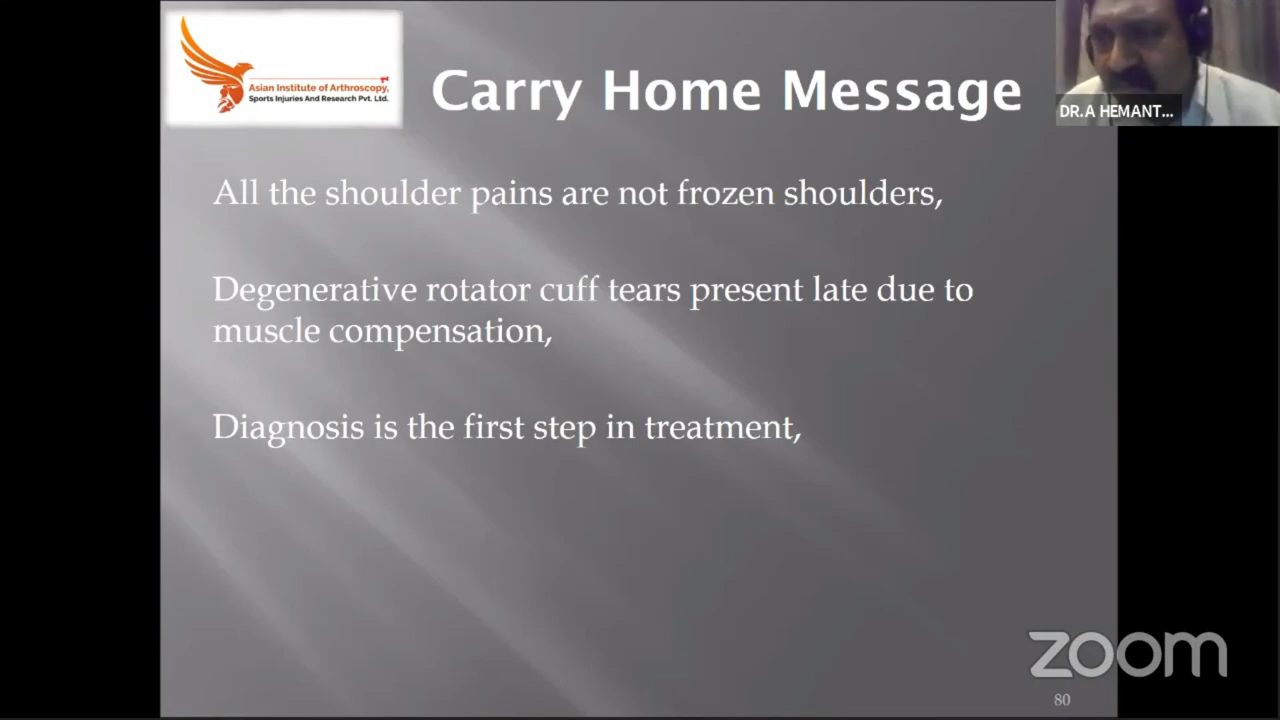 Asian Institute of Arthroscopy,
Sports Injuries And Research Pvt. Ltd.
Carry Home Message
DR.A HEMANT...
All the shoulder pains are not frozen shoulders,
Degenerative rotator cuff tears present late due to
muscle compensation,
Diagnosis is the first step in treatment,
zoom
80